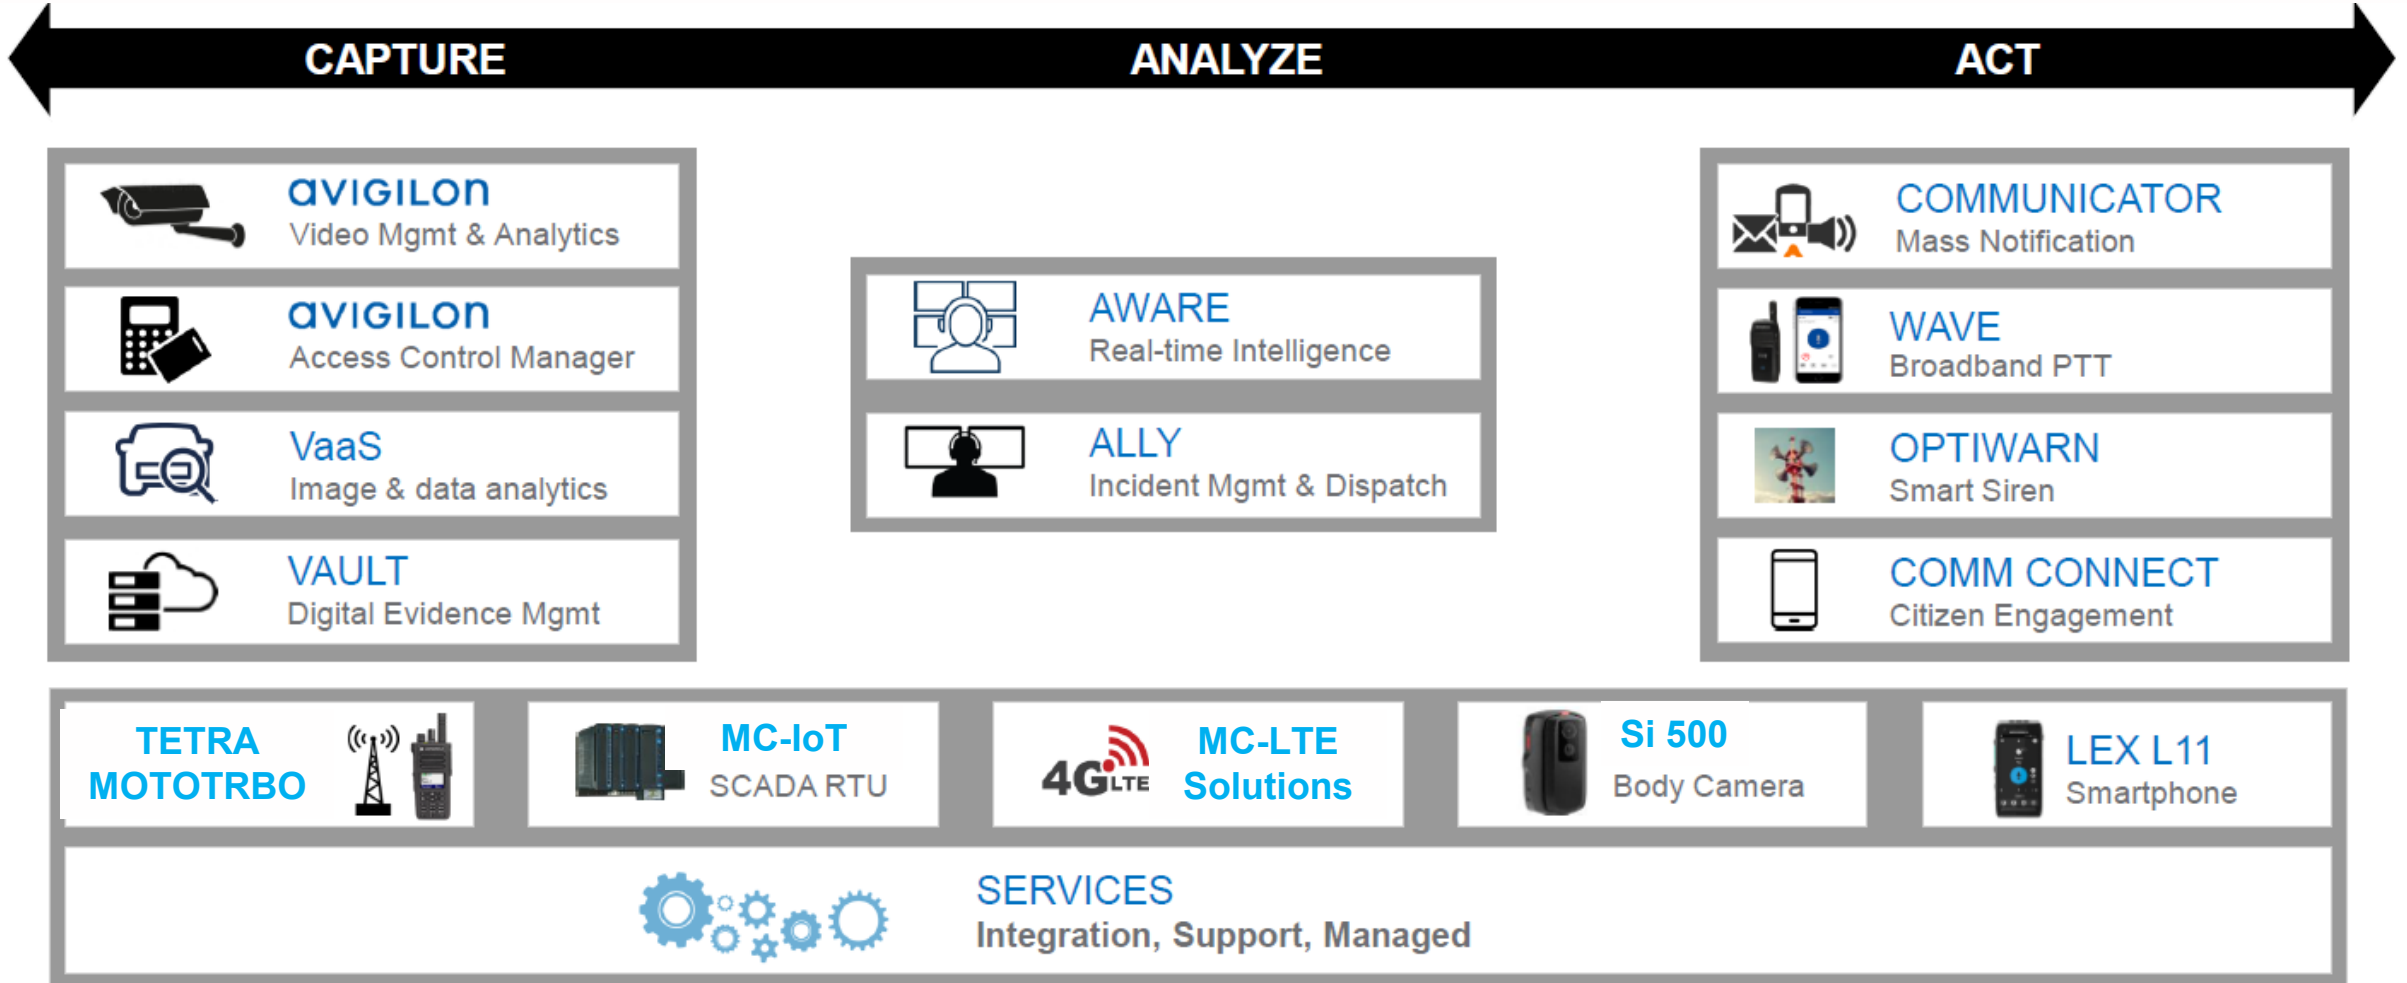 CAPTURE
ANALYZE
ACT
avigilon
Video Mgmt & Analytics
avigilon
Access Control Manager
VaaS
Image & data analytics
VAULT
Digital Evidence Mgmt
AWARE
Real-time Intelligence
ALLY
Incident Mgmt & Dispatch
COMMUNICATOR
Mass Notification
WAVE
Broadband PTT
OPTIWARN
Smart Siren
COMM CONNECT
Citizen Engagement
TETRA
MOTOTRBO
MC-IoT
SCADA RTU
4G LTE
MC-LTE
Solutions
Si 500
Body Camera
LEX L11
Smartphone
SERVICES
Integration, Support, Managed